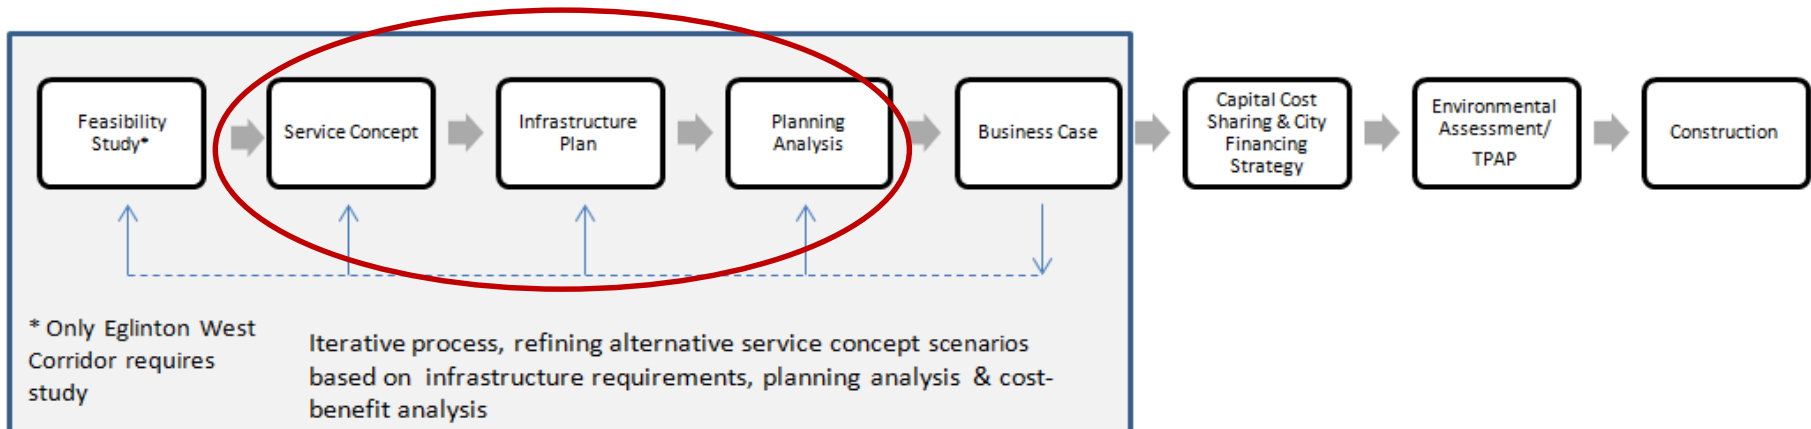 Feasibility
Study*
Service Concept
Infrastructure
Plan
Planning
Analysis
Business Case
Capital Cost
Sharing & City
Financing
Strategy
Environmental
Assessment/
TPAP
Construction
* Only Eglinton West
Corridor requires
study
Iterative process, refining alternative service concept scenarios
based on infrastructure requirements, planning analysis & cost-
benefit analysis